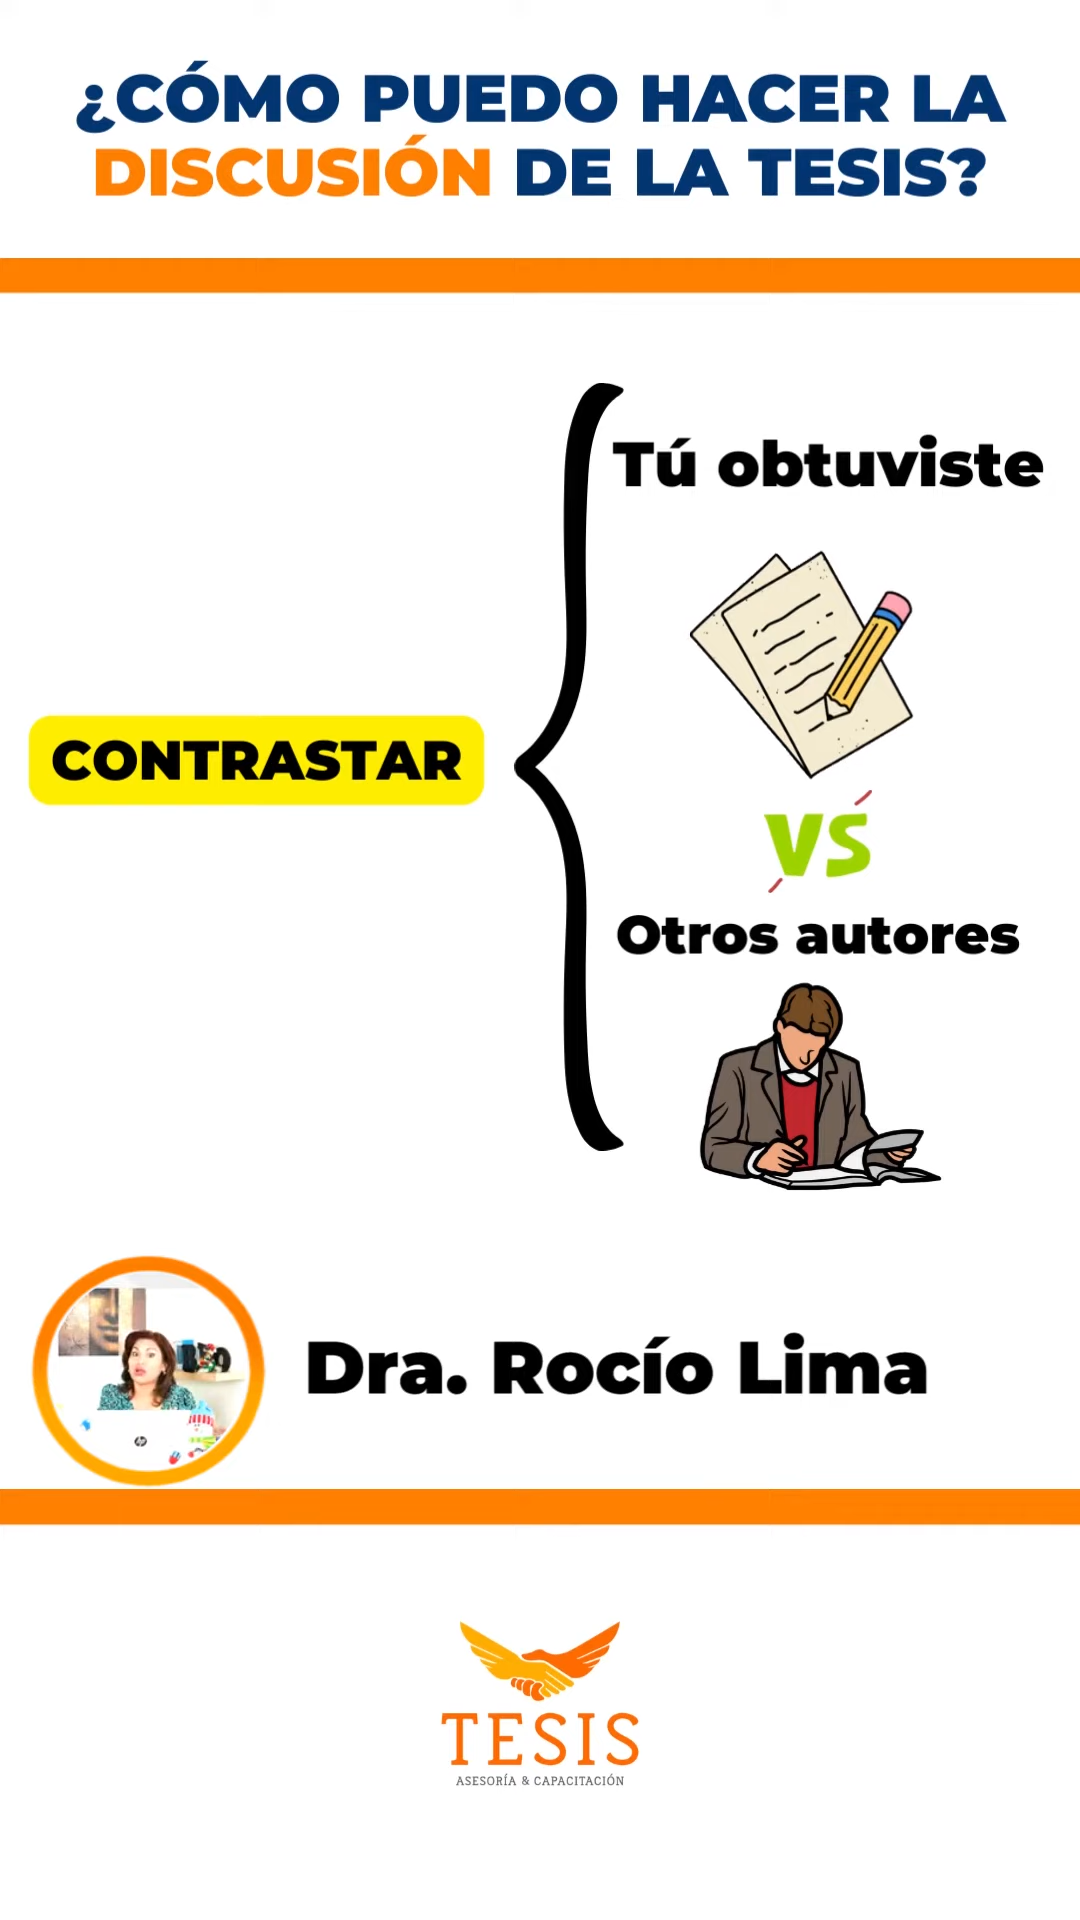 ¿CÓMO PUEDO HACER LA
DISCUSIÓN DE LA TESIS?
Tú obtuviste
CONTRASTAR
VS
Otros autores
Dra. Rocío Lima
hp
TESIS
ASESORÍA & CAPACITACIÓN